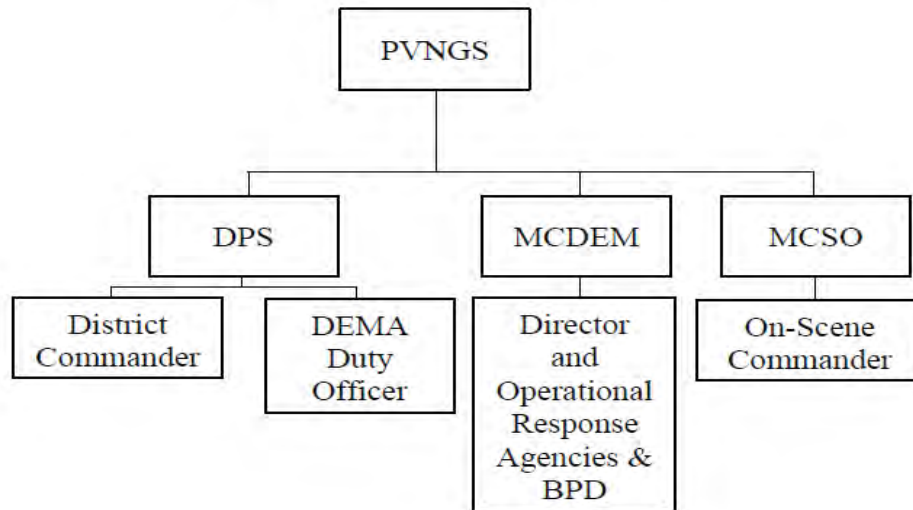 PVNGS
DPS
MCDEM
MCSO
District
Commander
DEMA
Duty
Officer
Director
and
Operational
Response
Agencies &
BPD
On-Scene
Commander